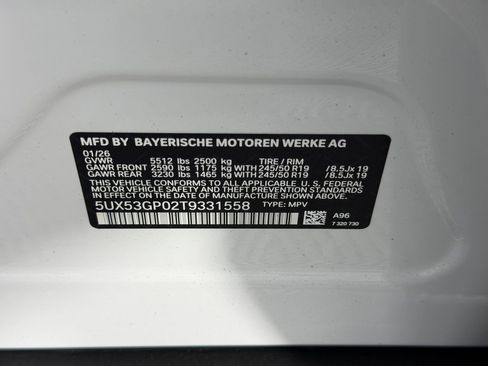 MFD BY BAYERISCHE MOTOREN WERKE AG
01/26
GVWR 5512 lbs 2500 kg TIRE / RIM
GAWR FRONT 2590 lbs 1175 kg 245/50 R19 / 8.5Jx 19
GAWR REAR 3230 lbs 1465 kg 245/50 R19 / 8.5Jx 19
THIS VEHICLE CONFORMS TO ALL APPLICABLE U.S. FEDERAL
MOTOR VEHICLE SAFETY, BUMPER, AND THEFT PREVENTION
STANDARDS IN EFFECT ON THE DATE OF MANUFACTURE SHOWN ABOVE.
5UX53GP02T9331558 TYPE: MPV
A96
7 320 730